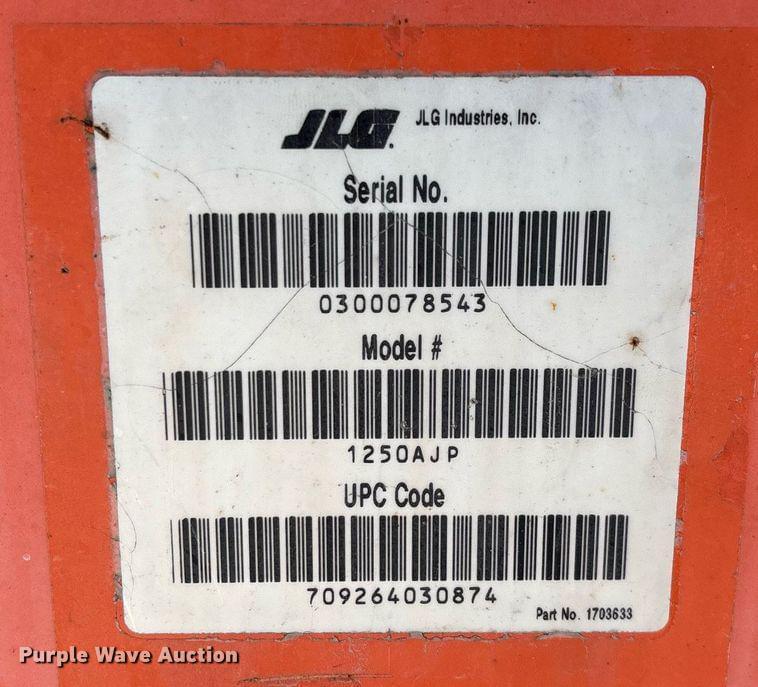 JLG. JLG Industries, Inc.
Serial No.
0300078543
Model #
1250AJP
UPC Code
709264030874
Part No. 1703633
Purple Wave Auction